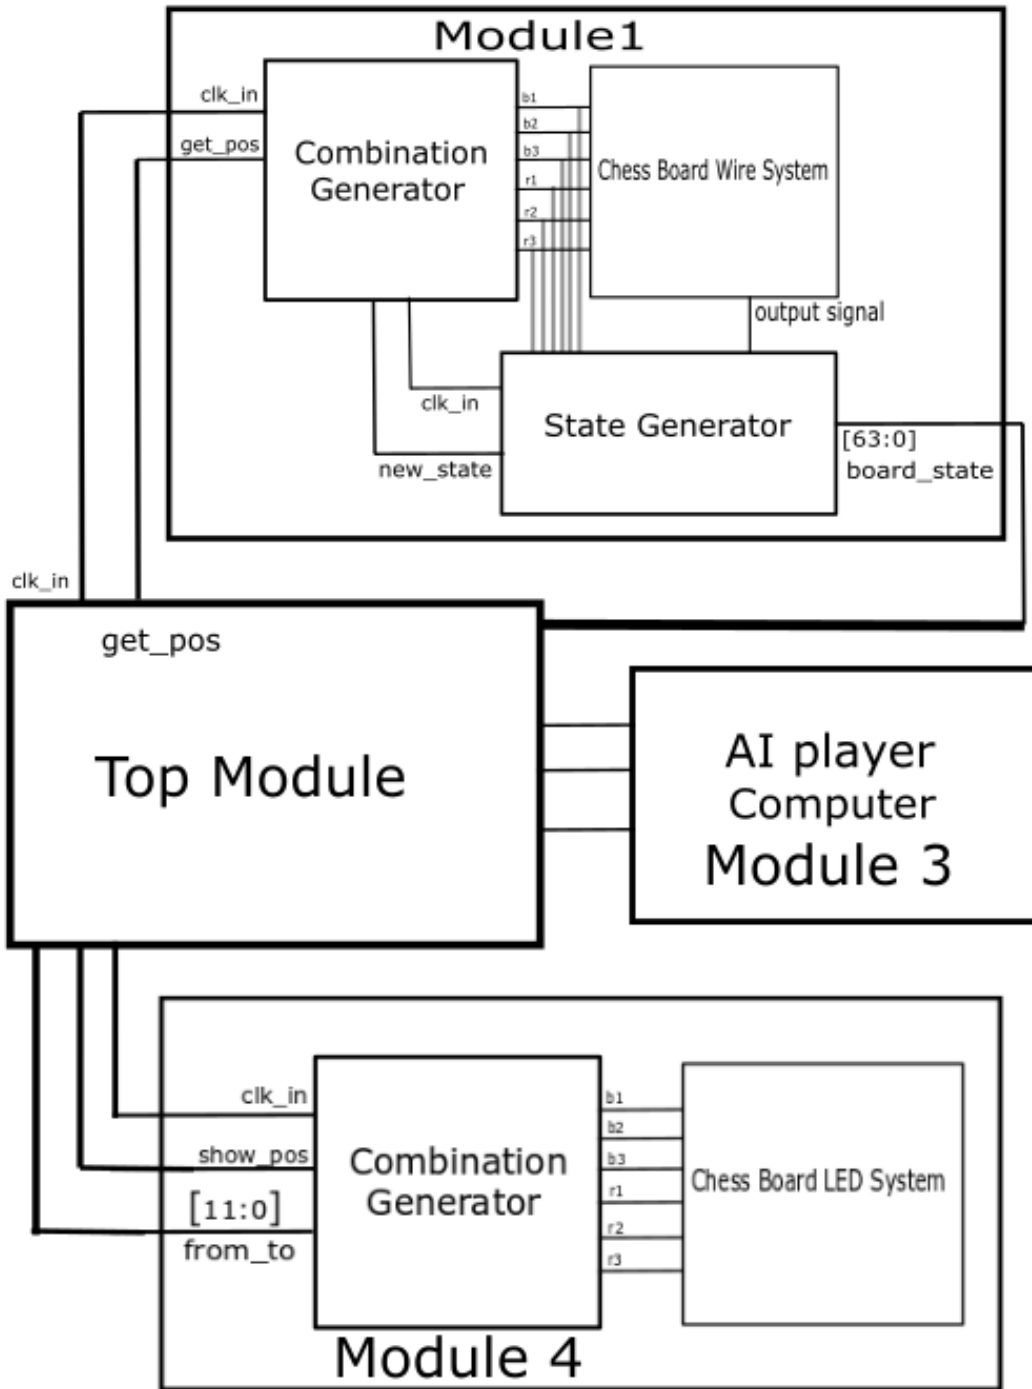 Module1
clk_in
get_pos
Combination
Generator
b1
b2
b3
r1
r2
r3
Chess Board Wire System
output signal
clk_in
new_state
State Generator
[63:0]
board_state
clk_in
get_pos
Top Module
AI player
Computer
Module 3
clk_in
show_pos
[11:0]
from_to
Combination
Generator
b1
b2
b3
r1
r2
r3
Chess Board LED System
Module 4